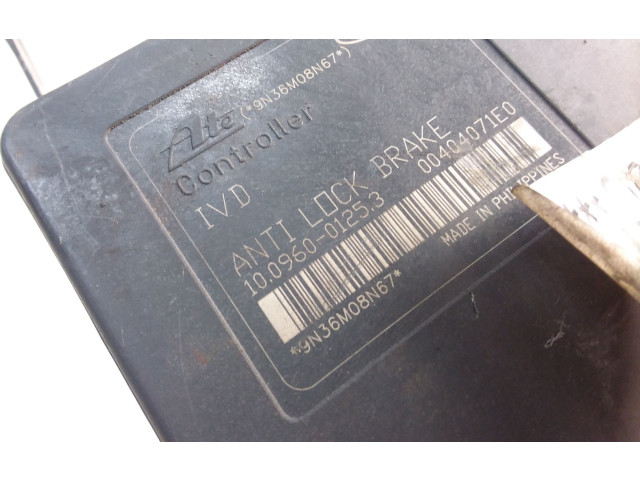 Ate (*9N36M08N67*)
Controller
IVD
ANTI LOCK BRAKE
10.0960-0125.3 00404071E0
*9N36M08N67* MADE IN PHILIPPINES